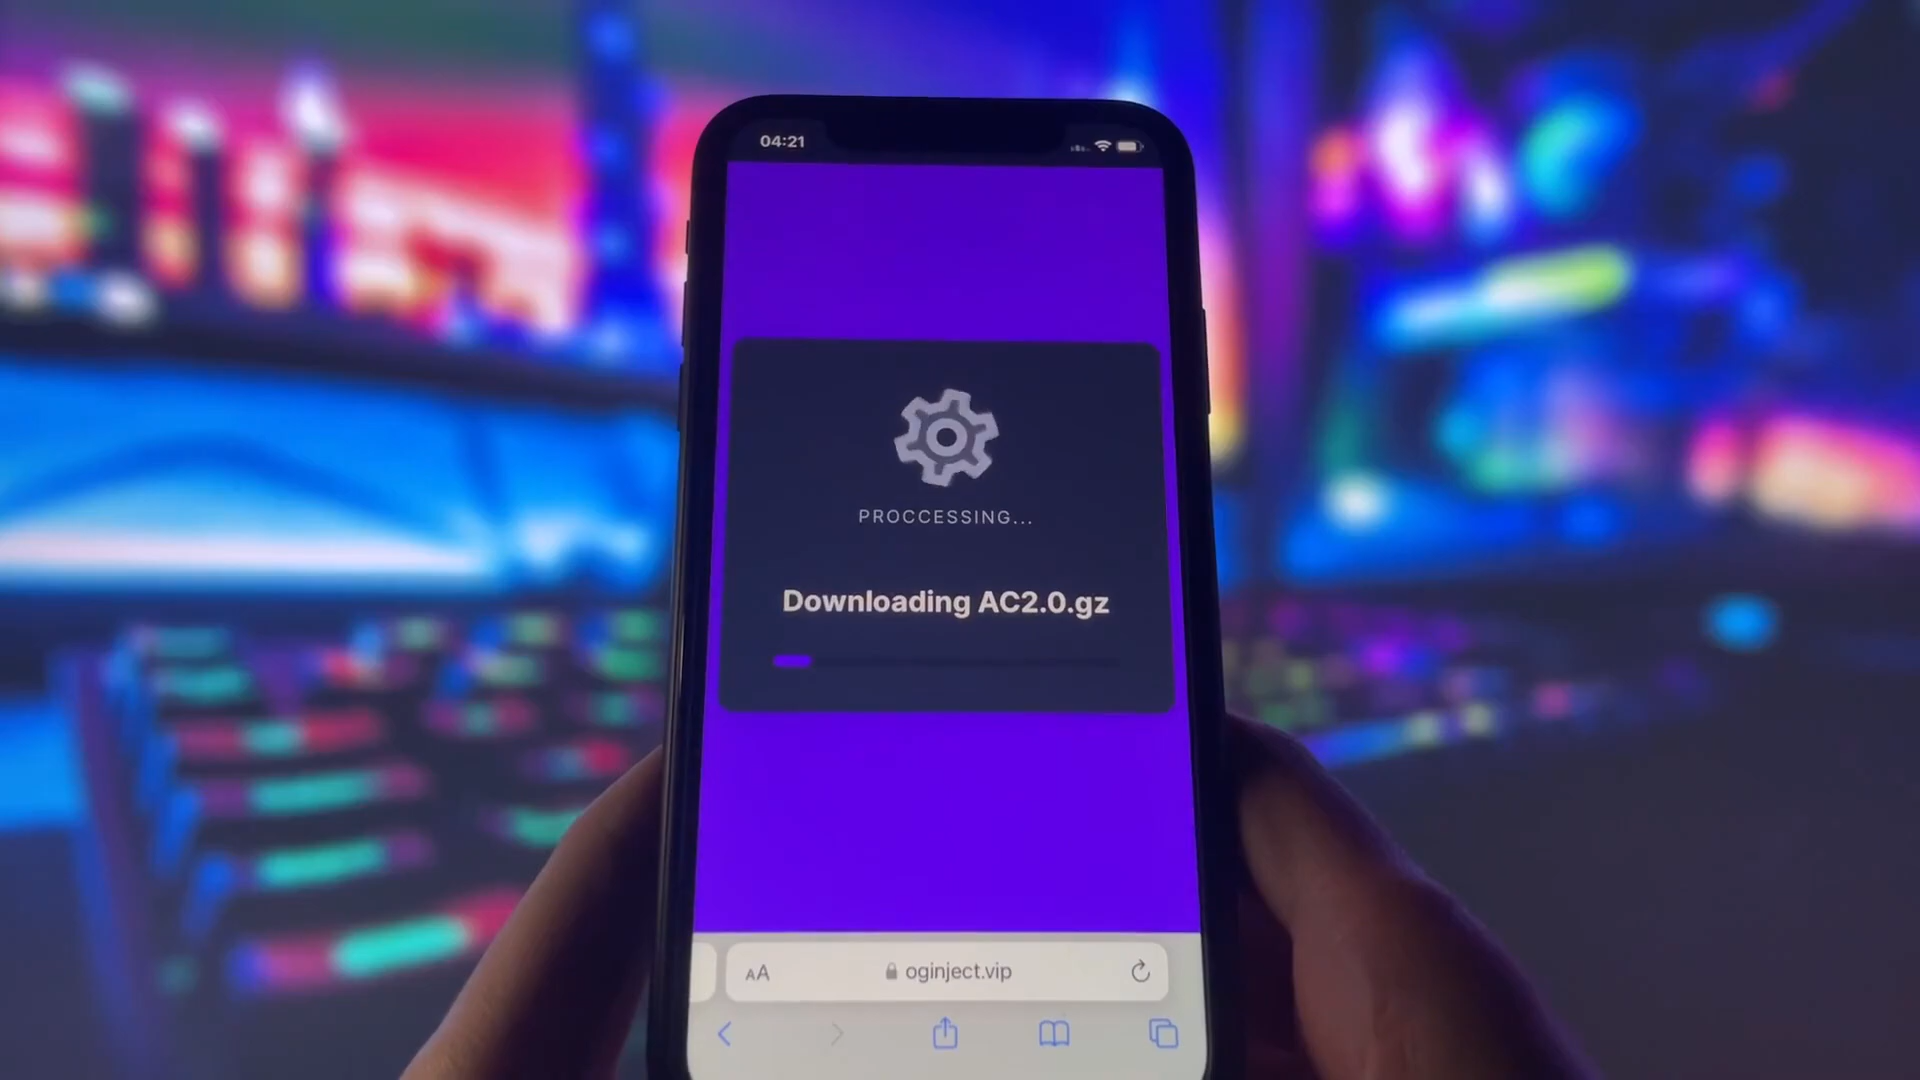 04:21
PROCCESSING...
Downloading AC2.0.gz
AA
oginject.vip